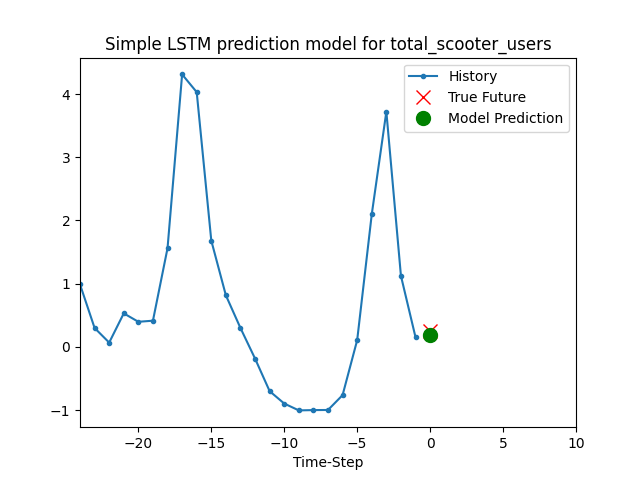 Simple LSTM prediction model for total_scooter_users
History
True Future
Model Prediction
4
3
2
1
0
−1
−20
−15
−10
−5
0
5
10
Time-Step